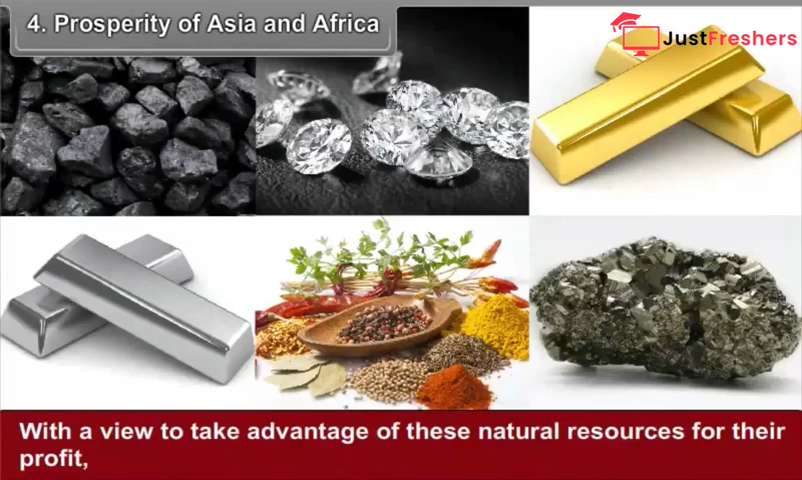 4. Prosperity of Asia and Africa
JustFreshers
With a view to take advantage of these natural resources for their
profit,